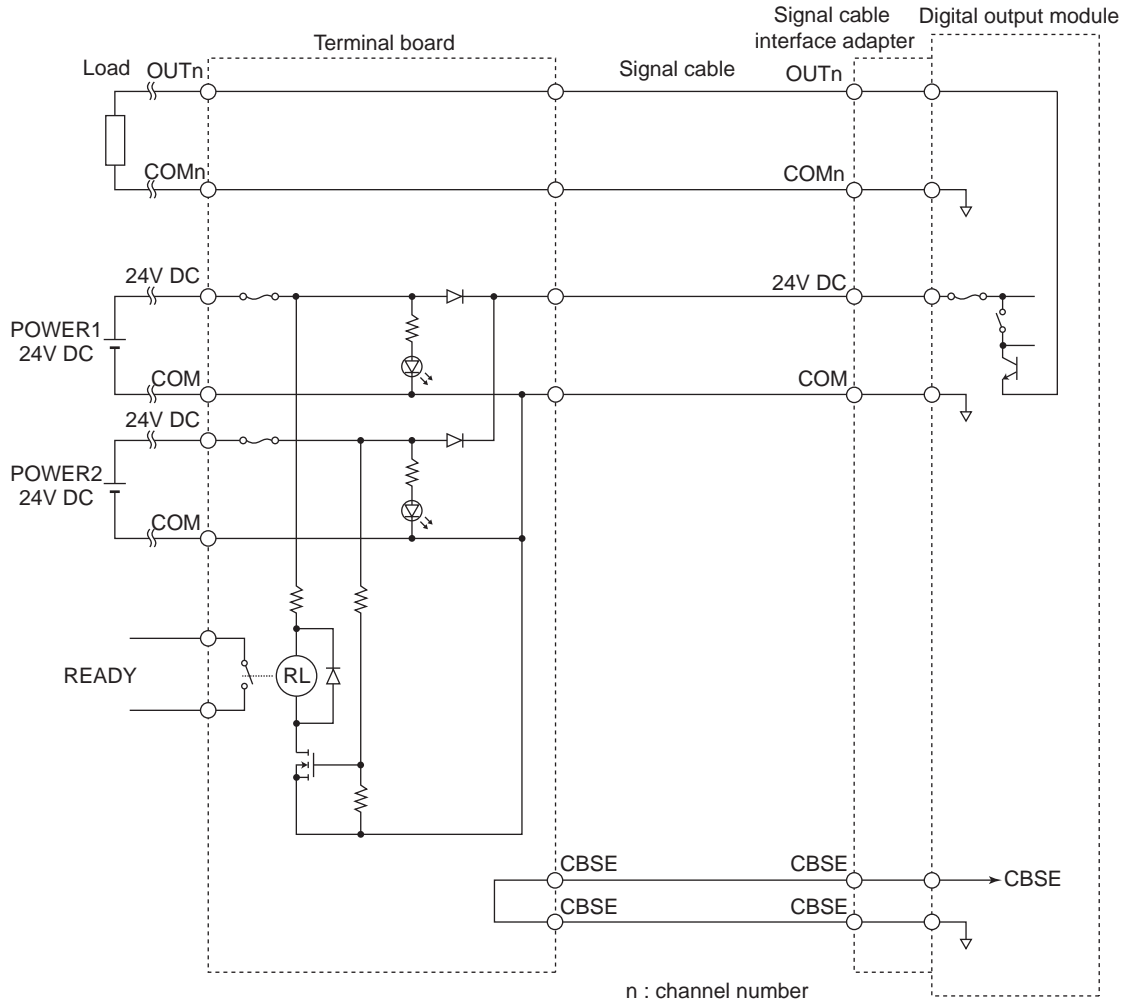 Signal cable
interface adapter
Digital output module
Terminal board
Load
OUTn
Signal cable
OUTn
COMn
COMn
24V DC
24V DC
POWER1
24V DC
COM
COM
24V DC
POWER2
24V DC
COM
READY
RL
CBSE
CBSE
CBSE
CBSE
CBSE
n : channel number